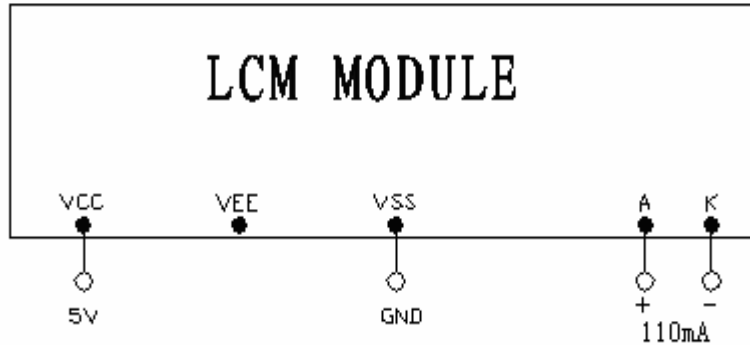 LCM MODULE
VCC VEE VSS A K
5V GND + -
110mA